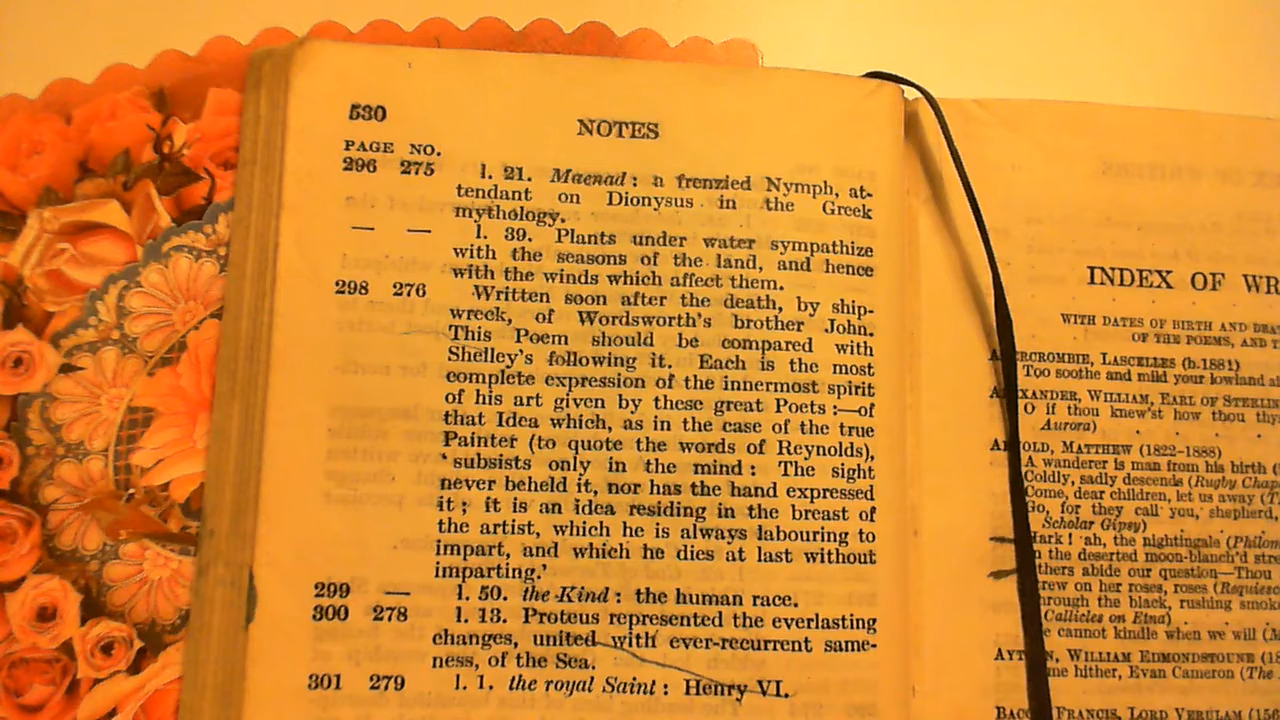 530
NOTES
PAGE NO.
296 275 l. 21. Maenad : a frenzied Nymph, at-
tendant on Dionysus in the Greek
mythology.
— — l. 39. Plants under water sympathize
with the seasons of the land, and hence
with the winds which affect them.
298 276 Written soon after the death, by ship-
wreck, of Wordsworth's brother John.
This Poem should be compared with
Shelley's following it. Each is the most
complete expression of the innermost spirit
of his art given by these great Poets :—of
that Idea which, as in the case of the true
Painter (to quote the words of Reynolds),
'subsists only in the mind : The sight
never beheld it, nor has the hand expressed
it ; it is an idea residing in the breast of
the artist, which he is always labouring to
impart, and which he dies at last without
imparting.'
299 — l. 50. the Kind : the human race.
300 278 l. 13. Proteus represented the everlasting
changes, united with ever-recurrent same-
ness, of the Sea.
301 279 l. 1. the royal Saint : Henry VI.
INDEX OF WR
WITH DATES OF BIRTH AND DEA
OF THE POEMS, AND T
LASCELLES (b.1881)
Too soothe and mild your lowland
WILLIAM, EARL OF STERLIN
O if thou knew'st how thou thy
Aurora) . . .
MATTHEW (1822-1888)
A wanderer is man from his birth (
Coldly, sadly descends (Rugby Chap
Come, dear children, let us away (
Go, for they call you, shepherd,
Scholar Gipsy)
! ah, the nightingale (Philom
the deserted moon-blanch'd stre
abide our question—Thou
on her roses, roses (Requiesc
the black, rushing smok
Callicles on Etna) .
cannot kindle when we will (M
WILLIAM EDMONDSTOUNE (18
hither, Evan Cameron (The
FRANCIS, LORD VERULAM (156